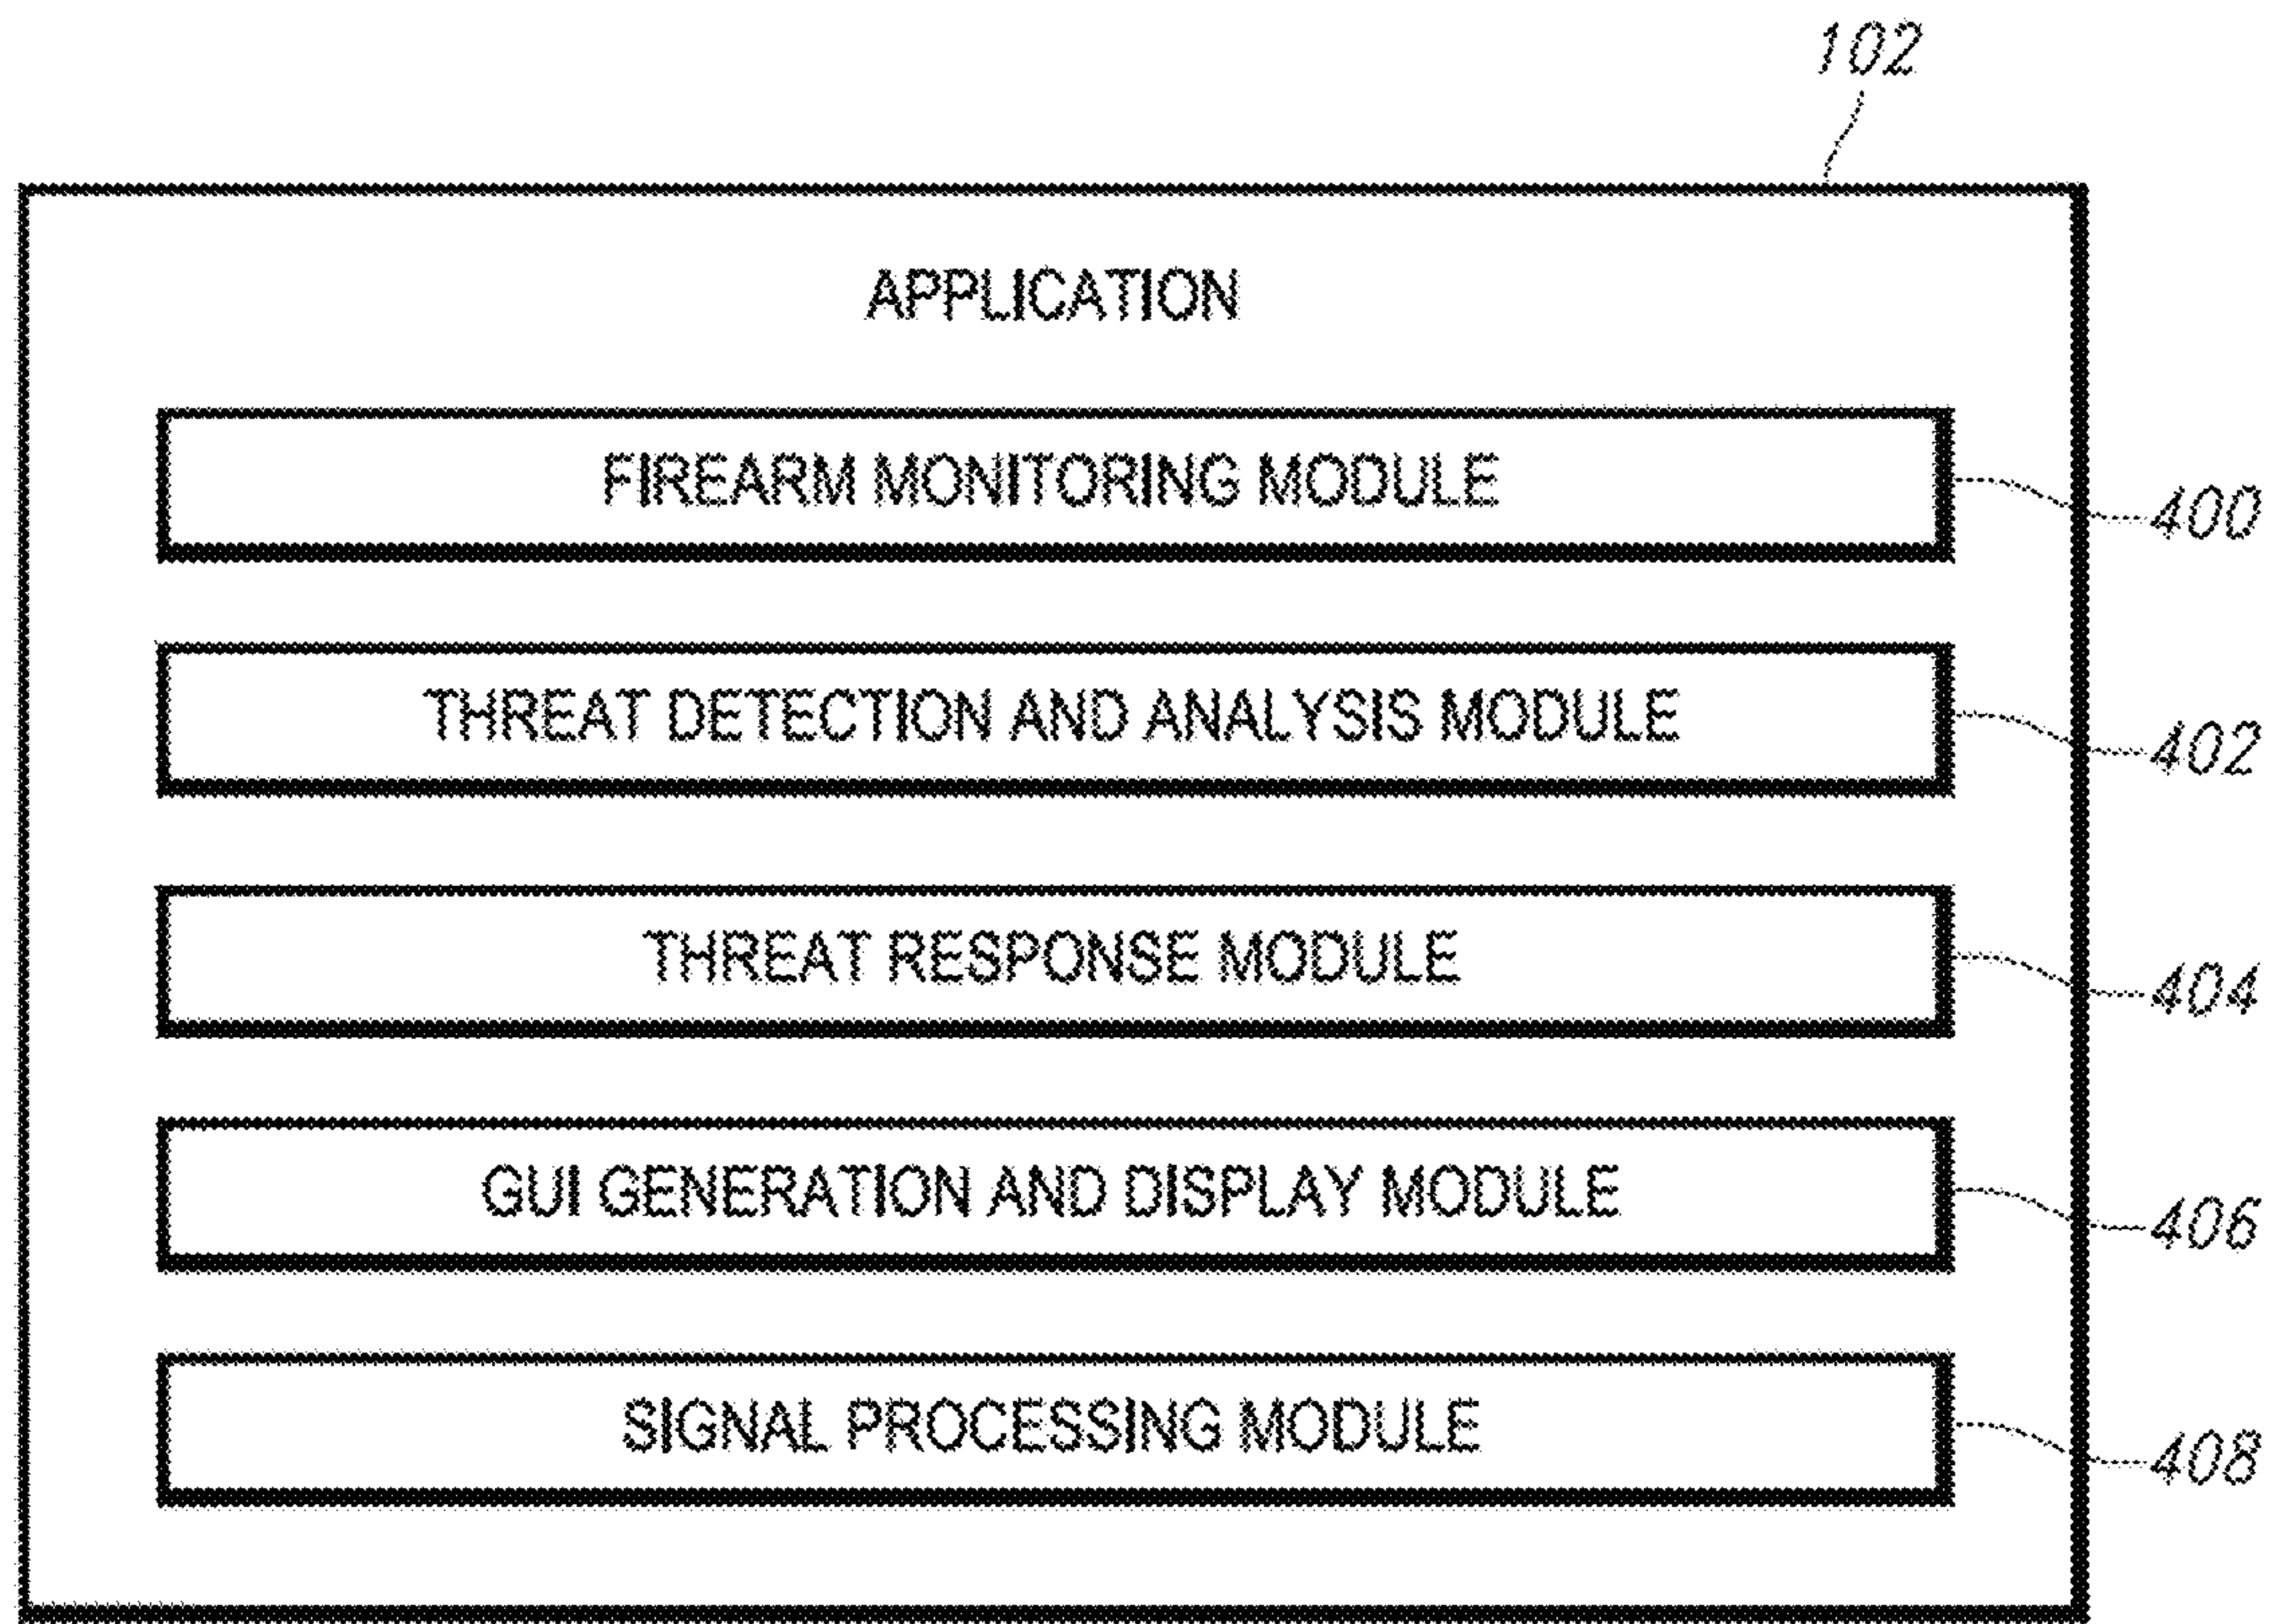 102
APPLICATION
FIREARM MONITORING MODULE
400
THREAT DETECTION AND ANALYSIS MODULE
402
THREAT RESPONSE MODULE
404
GUI GENERATION AND DISPLAY MODULE
406
SIGNAL PROCESSING MODULE
408